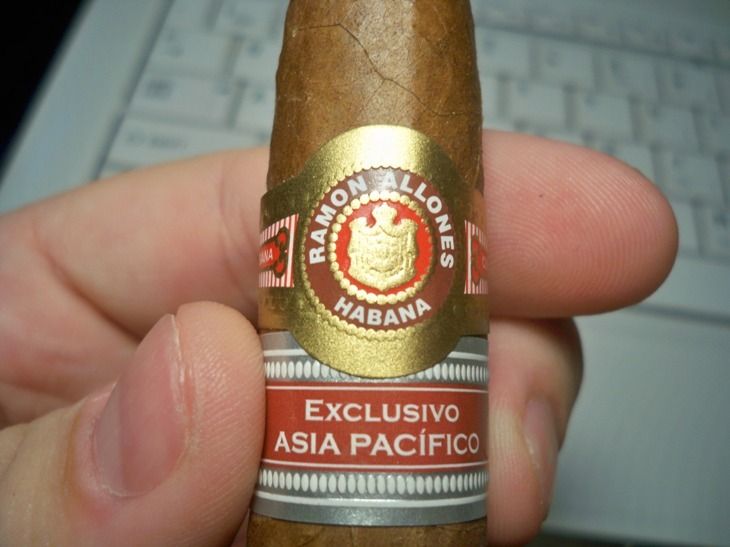 RAMON ALLONES
HABANA
EXCLUSIVO
ASIA PACÍFICO